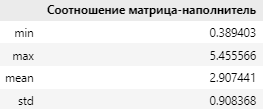 Соотношение матрица-наполнитель
min 0.389403
max 5.455566
mean 2.907441
std 0.908368